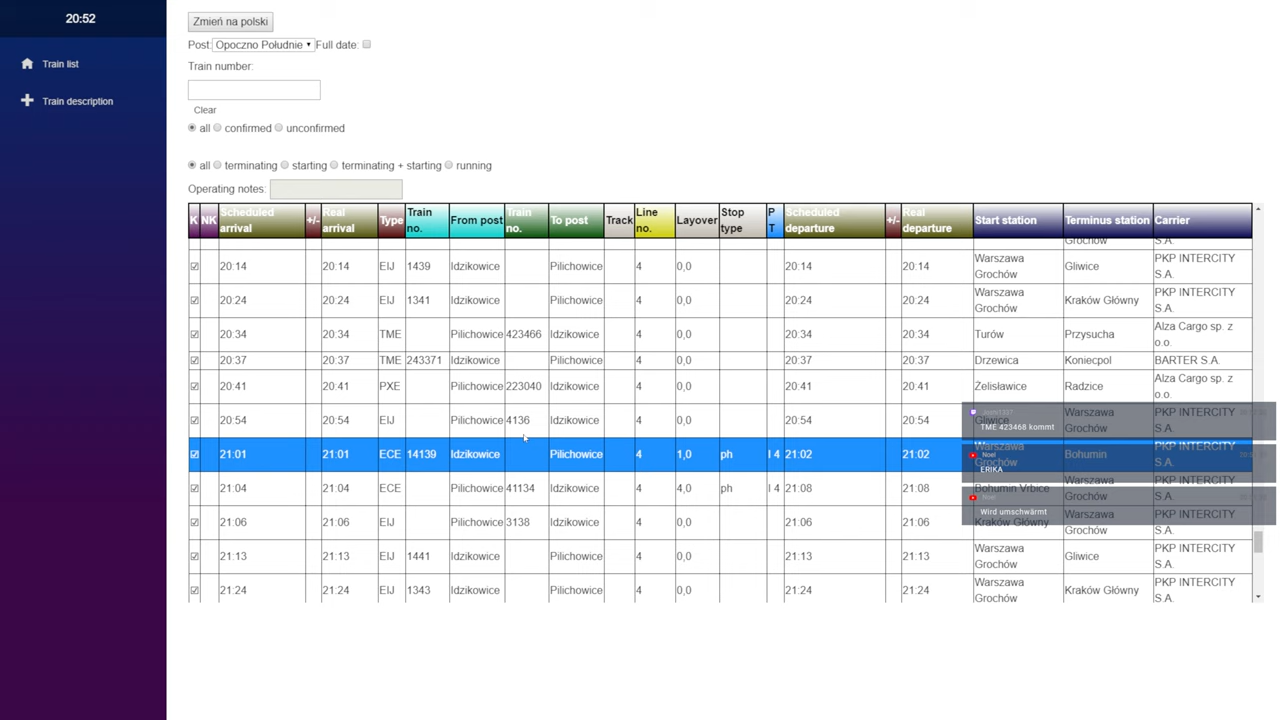 20:52
Train list
Train description
Zmień na polski
Post: Opoczno Południe Full date:
Train number:
Clear
all confirmed unconfirmed
all terminating starting terminating + starting running
Operating notes:
K NK Scheduled arrival +/- Real arrival Type Train no. From post Train no. To post Track Line no. Layover Stop type P T Scheduled departure +/- Real departure Start station Terminus station Carrier
Grochów S.A.
20:14 20:14 EIJ 1439 Idzikowice Pilichowice 4 0,0 20:14 20:14 Warszawa Grochów Gliwice PKP INTERCITY S.A.
20:24 20:24 EIJ 1341 Idzikowice Pilichowice 4 0,0 20:24 20:24 Warszawa Grochów Kraków Główny PKP INTERCITY S.A.
20:34 20:34 TME Pilichowice 423466 Idzikowice 4 0,0 20:34 20:34 Turów Przysucha Alza Cargo sp. z o.o.
20:37 20:37 TME 243371 Idzikowice Pilichowice 4 0,0 20:37 20:37 Drzewica Koniecpol BARTER S.A.
20:41 20:41 PXE Pilichowice 223040 Idzikowice 4 0,0 20:41 20:41 Żelisławice Radzice Alza Cargo sp. z o.o.
20:54 20:54 EIJ Pilichowice 4136 Idzikowice 4 0,0 20:54 20:54 Gliwice Warszawa Grochów PKP INTERCITY S.A.
TME 423468 kommt
21:01 21:01 ECE 14139 Idzikowice Pilichowice 4 1,0 ph I 4 21:02 21:02 Warszawa Grochów Bohumin PKP INTERCITY S.A.
Noel
ERIKA
21:04 21:04 ECE Pilichowice 41134 Idzikowice 4 4,0 ph I 4 21:08 21:08 Bohumin Vrbice Warszawa Grochów PKP INTERCITY S.A.
Noel
Wird umschwärmt
21:06 21:06 EIJ Pilichowice 3138 Idzikowice 4 0,0 21:06 21:06 Kraków Główny Warszawa Grochów PKP INTERCITY S.A.
21:13 21:13 EIJ 1441 Idzikowice Pilichowice 4 0,0 21:13 21:13 Warszawa Grochów Gliwice PKP INTERCITY S.A.
21:24 21:24 EIJ 1343 Idzikowice Pilichowice 4 0,0 21:24 21:24 Warszawa Grochów Kraków Główny PKP INTERCITY S.A.